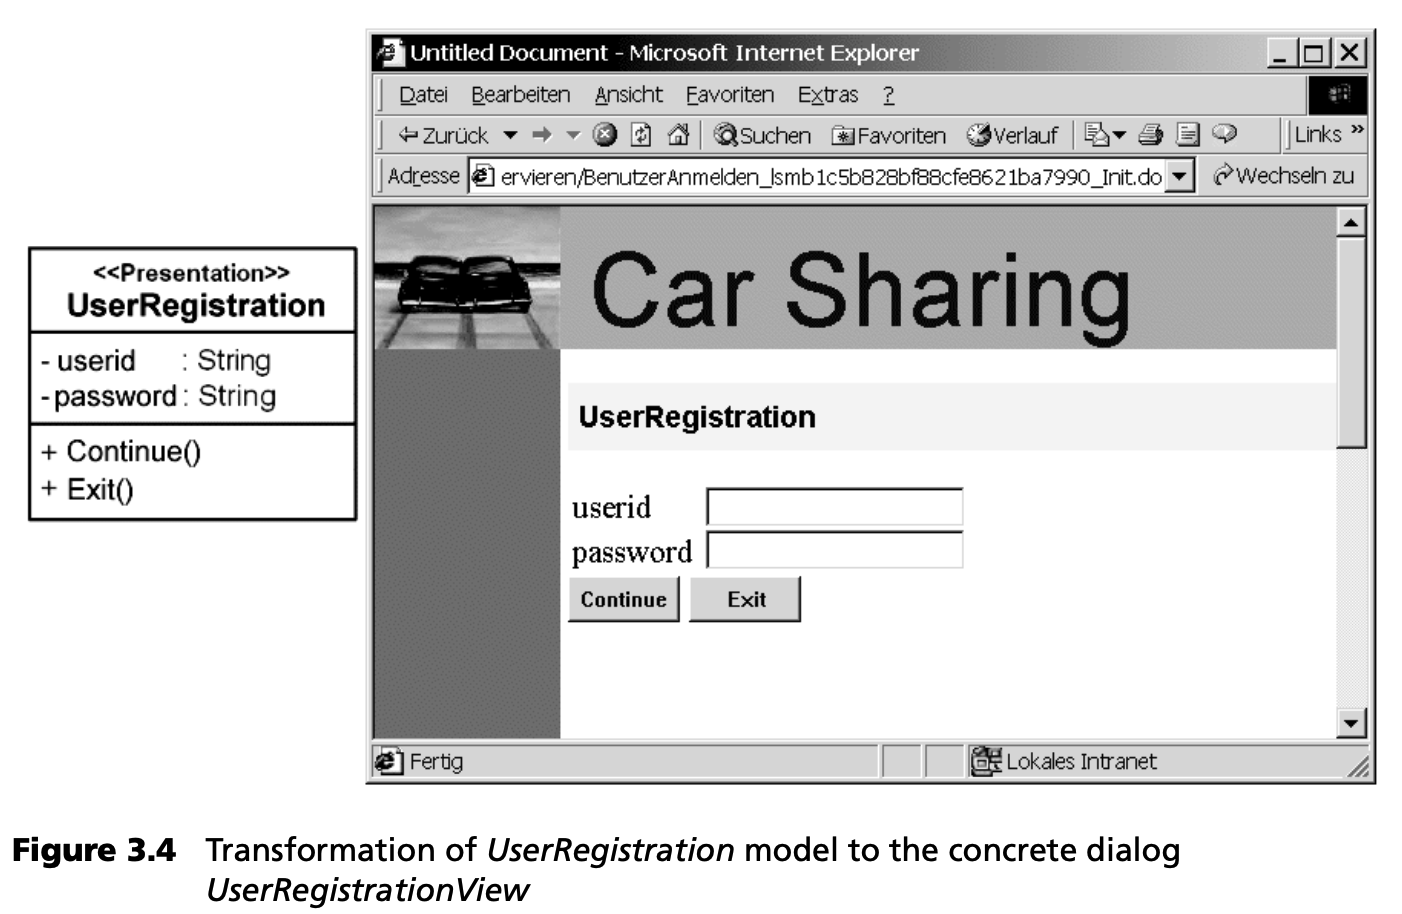 Untitled Document - Microsoft Internet Explorer
Datei Bearbeiten Ansicht Favoriten Extras ?
Zurück Suchen Favoriten Verlauf Links »
Adresse ervieren/BenutzerAnmelden_lsmb1c5b828bf88cfe8621ba7990_Init.do Wechseln zu
<<Presentation>>
UserRegistration
- userid : String
- password : String
+ Continue()
+ Exit()
Car Sharing
UserRegistration
userid
password
Continue Exit
Fertig Lokales Intranet
Figure 3.4 Transformation of UserRegistration model to the concrete dialog
UserRegistrationView